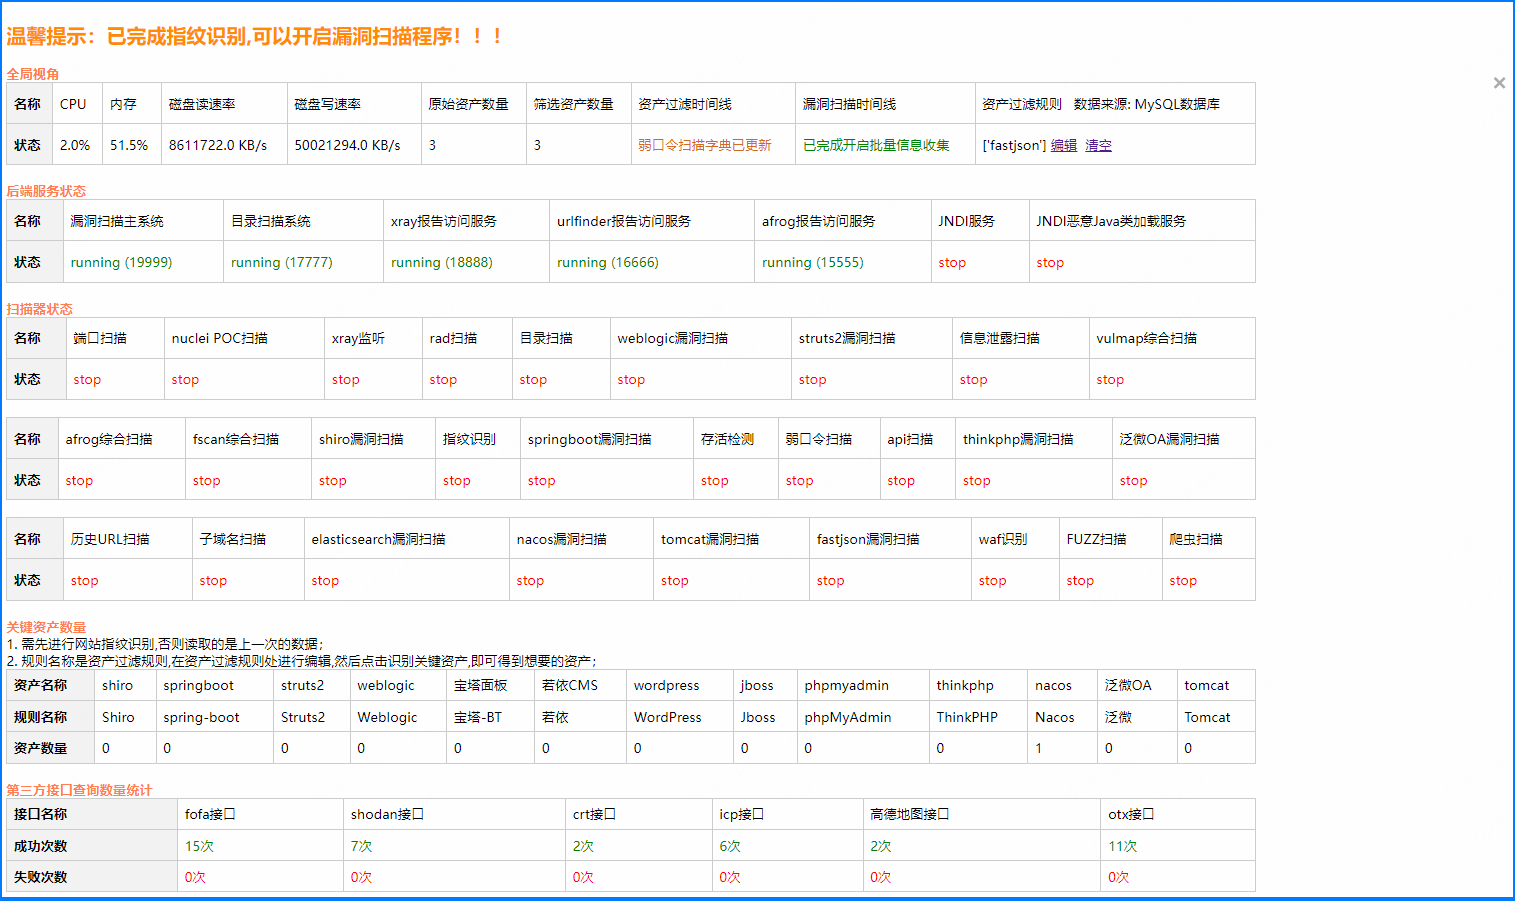 温馨提示：已完成指纹识别,可以开启漏洞扫描程序！！！
全局视角
×
名称 CPU 内存 磁盘读速率 磁盘写速率 原始资产数量 筛选资产数量 资产过滤时间线 漏洞扫描时间线 资产过滤规则 数据来源: MySQL数据库
状态 2.0% 51.5% 8611722.0 KB/s 50021294.0 KB/s 3 3 弱口令扫描字典已更新 已完成开启批量信息收集 ['fastjson'] 编辑 清空
后端服务状态
名称 漏洞扫描主系统 目录扫描系统 xray报告访问服务 urlfinder报告访问服务 afrog报告访问服务 JNDI服务 JNDI恶意Java类加载服务
状态 running (19999) running (17777) running (18888) running (16666) running (15555) stop stop
扫描器状态
名称 端口扫描 nuclei POC扫描 xray监听 rad扫描 目录扫描 weblogic漏洞扫描 struts2漏洞扫描 信息泄露扫描 vulmap综合扫描
状态 stop stop stop stop stop stop stop stop stop
名称 afrog综合扫描 fscan综合扫描 shiro漏洞扫描 指纹识别 springboot漏洞扫描 存活检测 弱口令扫描 api扫描 thinkphp漏洞扫描 泛微OA漏洞扫描
状态 stop stop stop stop stop stop stop stop stop stop
名称 历史URL扫描 子域名扫描 elasticsearch漏洞扫描 nacos漏洞扫描 tomcat漏洞扫描 fastjson漏洞扫描 waf识别 FUZZ扫描 爬虫扫描
状态 stop stop stop stop stop stop stop stop stop
关键资产数量
1. 需先进行网站指纹识别,否则读取的是上一次的数据；
2. 规则名称是资产过滤规则,在资产过滤规则处进行编辑,然后点击识别关键资产,即可得到想要的资产；
资产名称 shiro springboot struts2 weblogic 宝塔面板 若依CMS wordpress jboss phpmyadmin thinkphp nacos 泛微OA tomcat
规则名称 Shiro spring-boot Struts2 Weblogic 宝塔-BT 若依 WordPress Jboss phpMyAdmin ThinkPHP Nacos 泛微 Tomcat
资产数量 0 0 0 0 0 0 0 0 0 0 1 0 0
第三方接口查询数量统计
接口名称 fofa接口 shodan接口 crt接口 icp接口 高德地图接口 otx接口
成功次数 15次 7次 2次 6次 2次 11次
失败次数 0次 0次 0次 0次 0次 0次